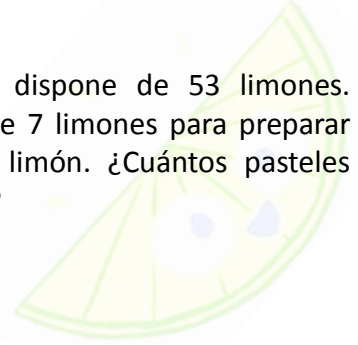 dispone de 53 limones.
e 7 limones para preparar
limón. ¿Cuántos pasteles